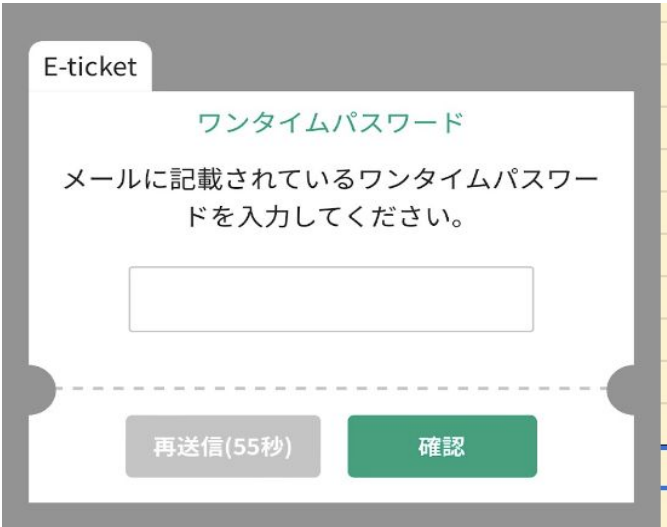 E-ticket
ワンタイムパスワード
メールに記載されているワンタイムパスワー
ドを入力してください。
再送信(55秒)
確認